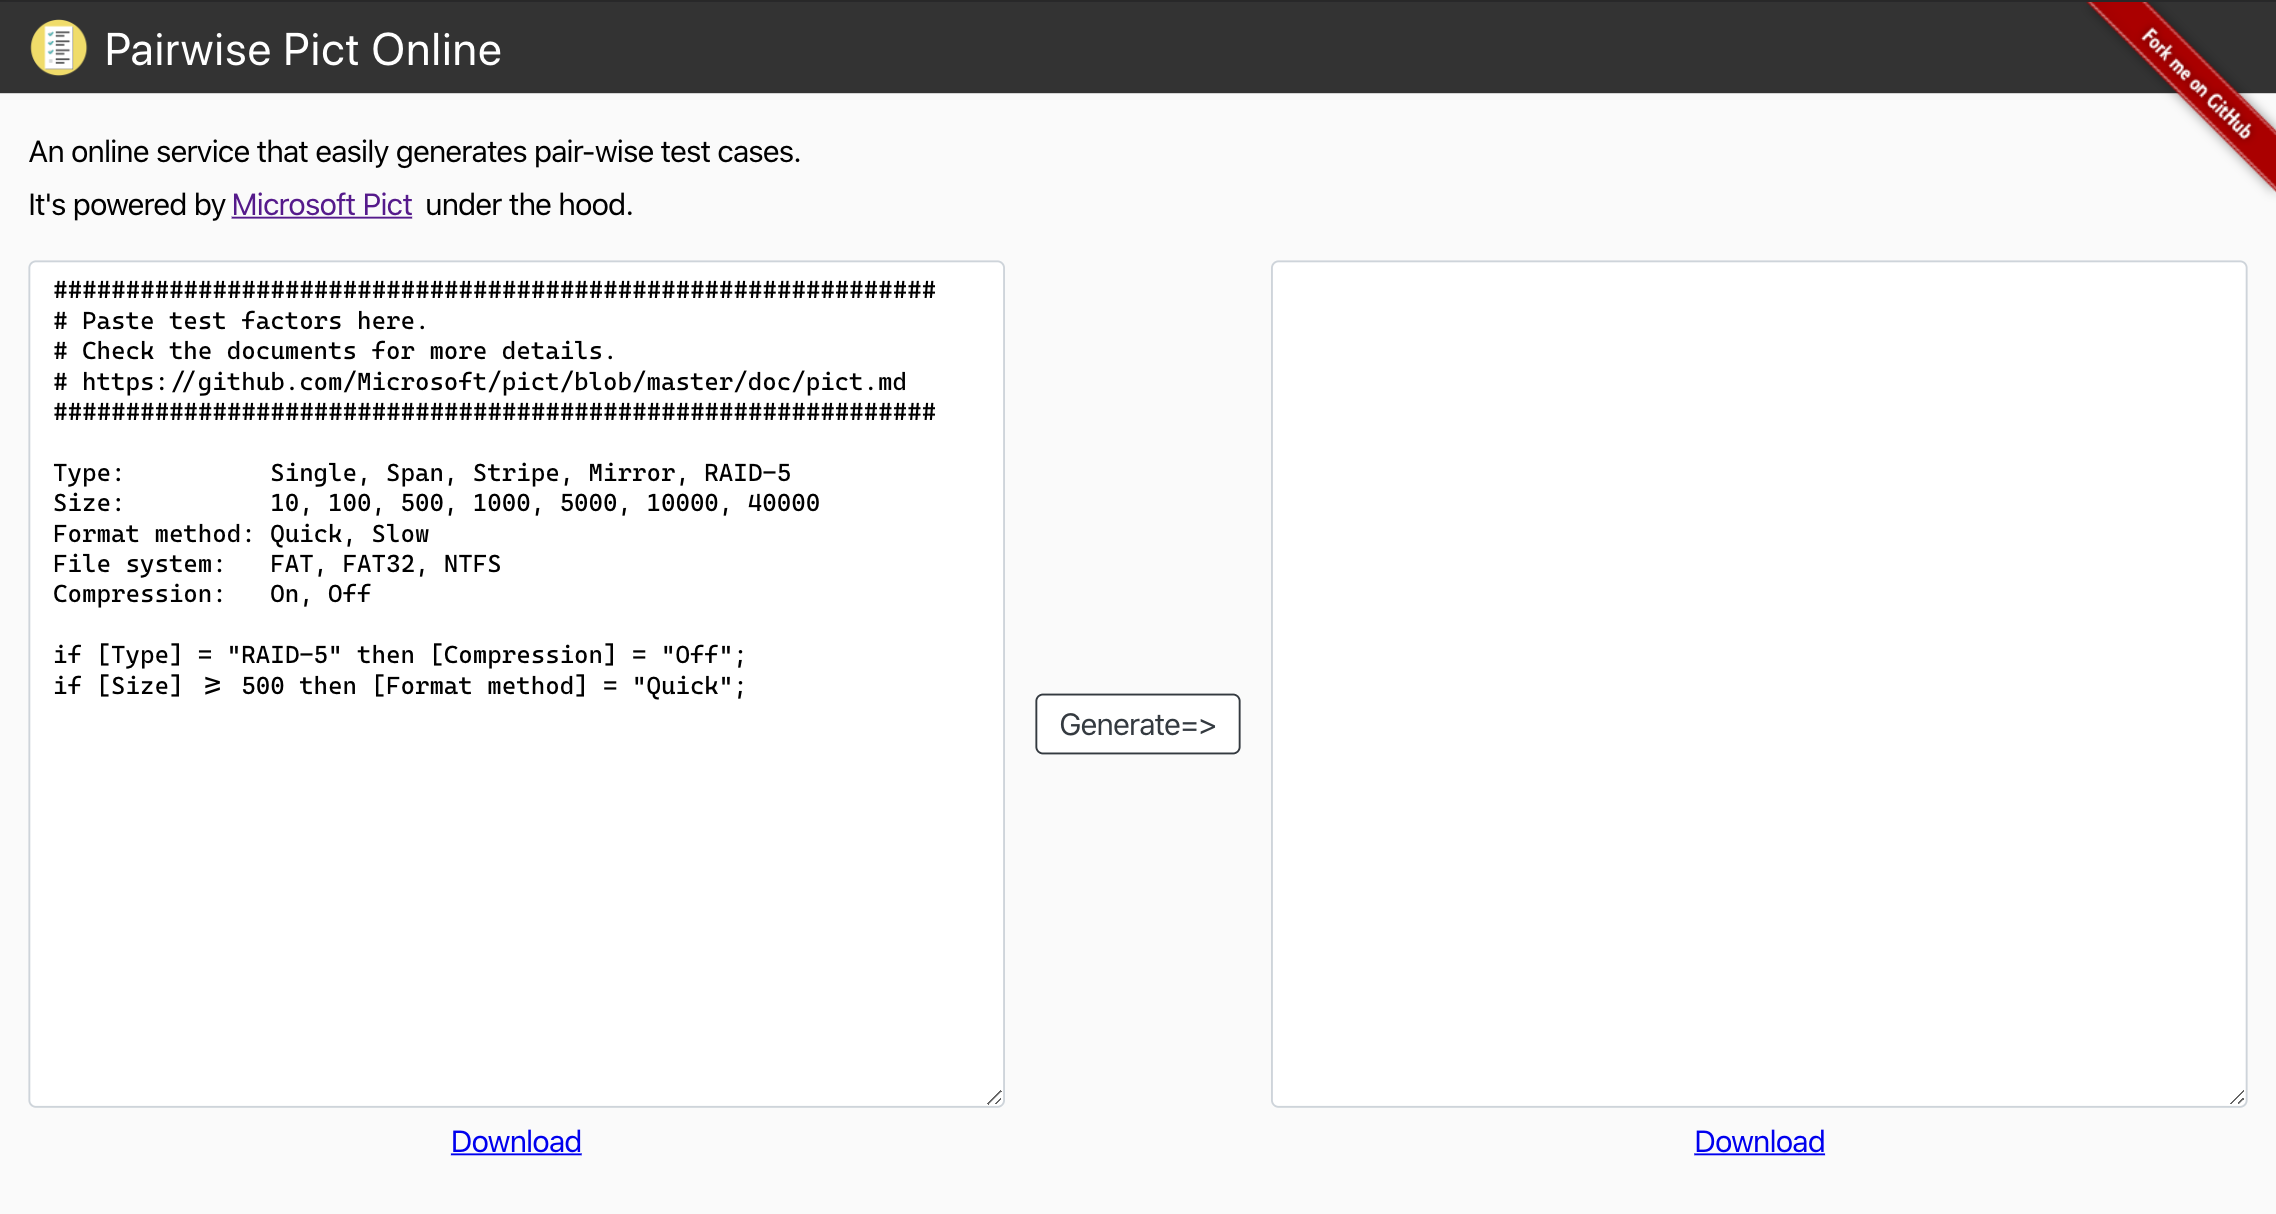 Pairwise Pict Online
Fork me on GitHub
An online service that easily generates pair-wise test cases.
It's powered by Microsoft Pict under the hood.
#############################################################
# Paste test factors here.
# Check the documents for more details.
# https://github.com/Microsoft/pict/blob/master/doc/pict.md
#############################################################
Type:          Single, Span, Stripe, Mirror, RAID-5
Size:          10, 100, 500, 1000, 5000, 10000, 40000
Format method: Quick, Slow
File system:   FAT, FAT32, NTFS
Compression:   On, Off
if [Type] = "RAID-5" then [Compression] = "Off";
if [Size] >= 500 then [Format method] = "Quick";
Generate=>
Download
Download